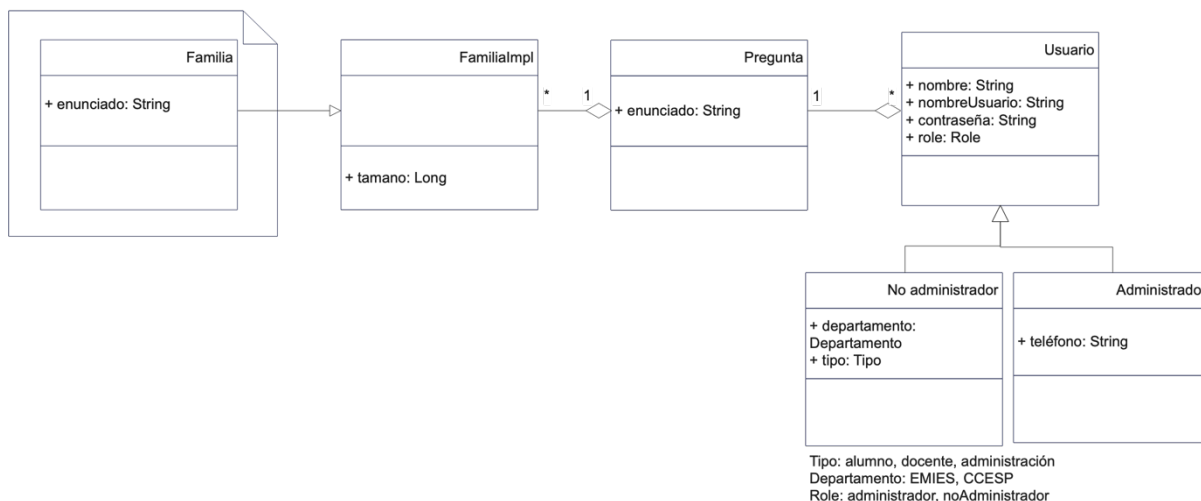 Familia
+ enunciado: String
FamiliaImpl
+ tamano: Long
*
1
Pregunta
+ enunciado: String
1
*
Usuario
+ nombre: String
+ nombreUsuario: String
+ contraseña: String
+ role: Role
No administrador
+ departamento:
Departamento
+ tipo: Tipo
Administrado
+ teléfono: String
Tipo: alumno, docente, administración
Departamento: EMIES, CCESP
Role: administrador, noAdministrador